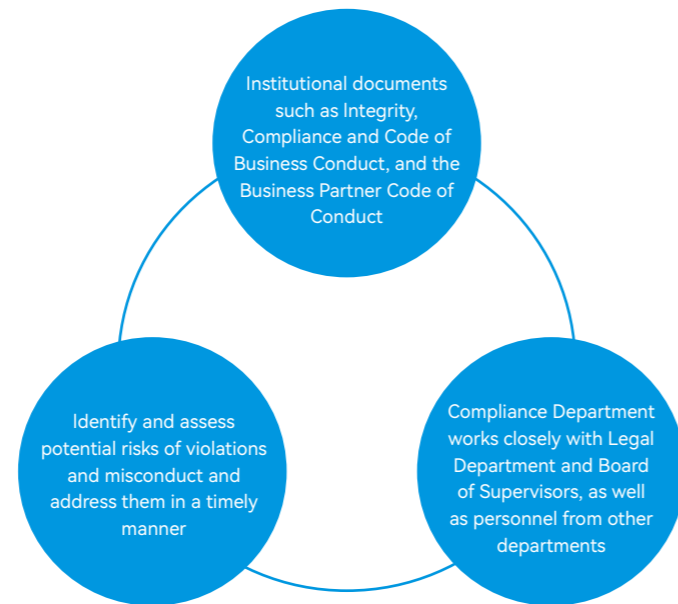 Institutional documents
such as Integrity,
Compliance and Code of
Business Conduct, and the
Business Partner Code of
Conduct
Identify and assess
potential risks of violations
and misconduct and
address them in a timely
manner
Compliance Department
works closely with Legal
Department and Board
of Supervisors, as well
as personnel from other
departments